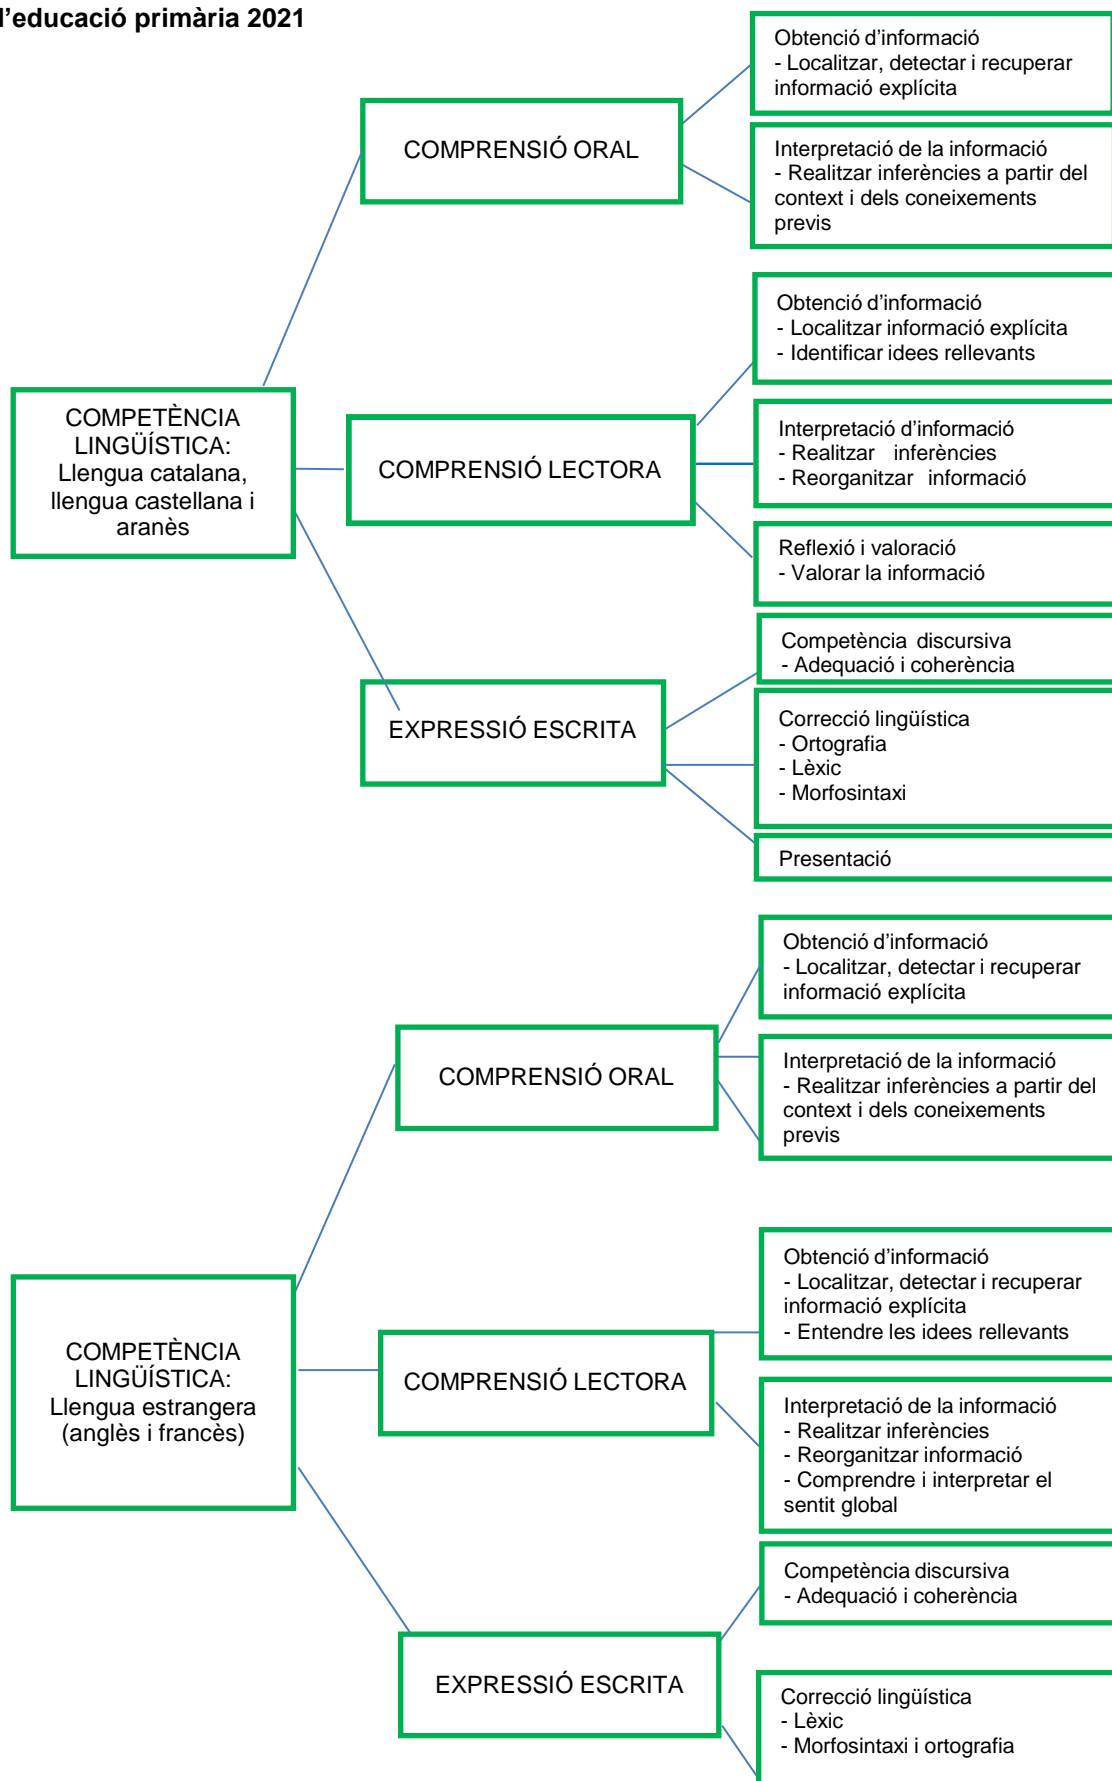 l’educació primària 2021
Obtenció d’informació
- Localitzar, detectar i recuperar
informació explícita
COMPRENSIÓ ORAL
Interpretació de la informació
- Realitzar inferències a partir del
context i dels coneixements
previs
Obtenció d’informació
- Localitzar informació explícita
- Identificar idees rellevants
COMPETÈNCIA
LINGÜÍSTICA:
Llengua catalana,
llengua castellana i
aranès
COMPRENSIÓ LECTORA
Interpretació d’informació
- Realitzar inferències
- Reorganitzar informació
Reflexió i valoració
- Valorar la informació
Competència discursiva
- Adequació i coherència
EXPRESSIÓ ESCRITA
Correcció lingüística
- Ortografia
- Lèxic
- Morfosintaxi
Presentació
Obtenció d’informació
- Localitzar, detectar i recuperar
informació explícita
COMPRENSIÓ ORAL
Interpretació de la informació
- Realitzar inferències a partir del
context i dels coneixements
previs
Obtenció d’informació
- Localitzar, detectar i recuperar
informació explícita
- Entendre les idees rellevants
COMPETÈNCIA
LINGÜÍSTICA:
Llengua estrangera
(anglès i francès)
COMPRENSIÓ LECTORA
Interpretació de la informació
- Realitzar inferències
- Reorganitzar informació
- Comprendre i interpretar el
sentit global
Competència discursiva
- Adequació i coherència
EXPRESSIÓ ESCRITA
Correcció lingüística
- Lèxic
- Morfosintaxi i ortografia